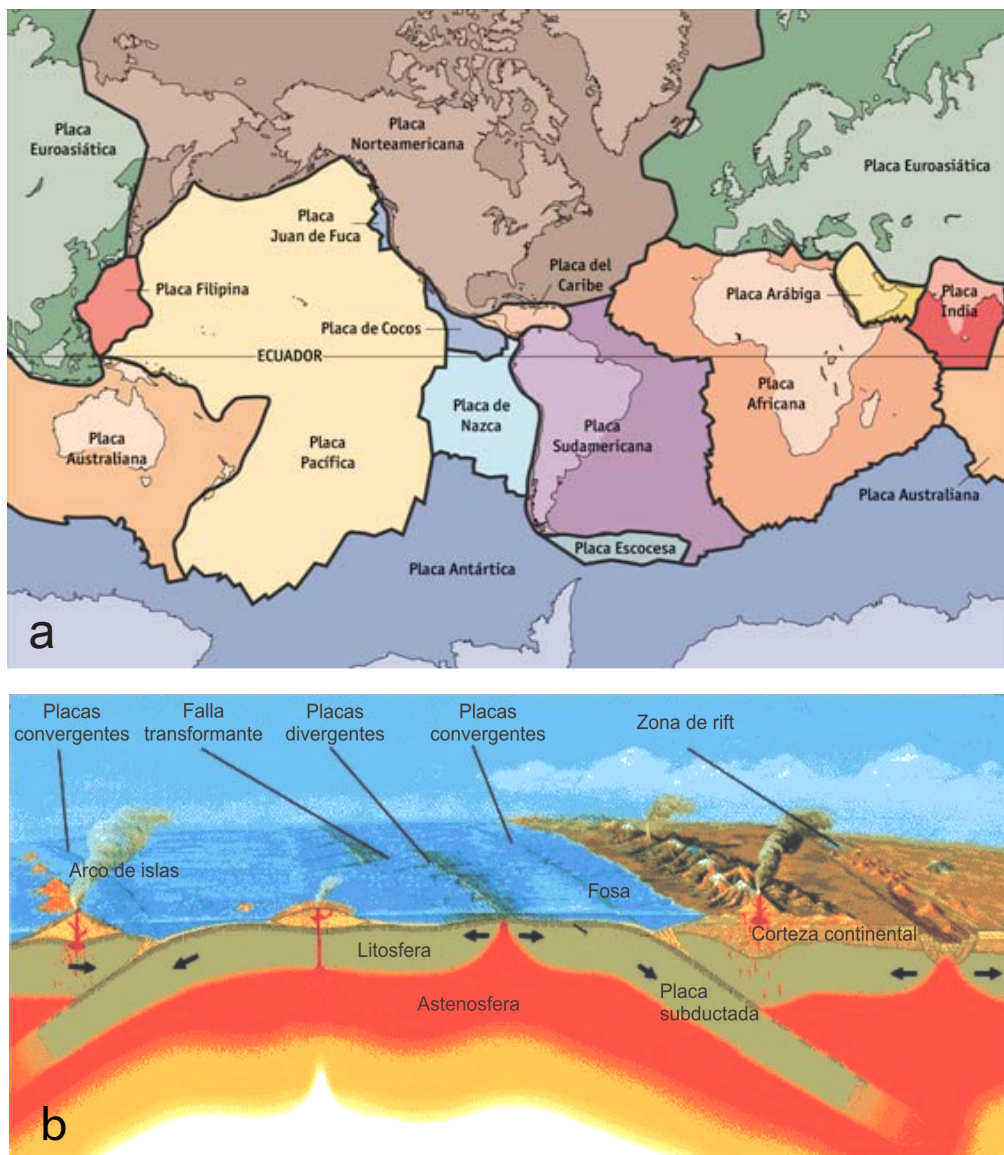 Placa
Euroasiática
Placa
Norteamericana
Placa Euroasiática
Placa
Juan de Fuca
Placa del
Caribe
Placa Filipina
Placa Arábiga
Placa
India
Placa de Cocos
ECUADOR
Placa
Australiana
Placa
Pacífica
Placa de
Nazca
Placa
Sudamericana
Placa
Africana
Placa Australiana
Placa Escocesa
Placa Antártica
a
Placas
convergentes
Falla
transformante
Placas
divergentes
Placas
convergentes
Zona de rift
Arco de islas
Fosa
Corteza continental
Litosfera
Astenosfera
Placa
subductada
b